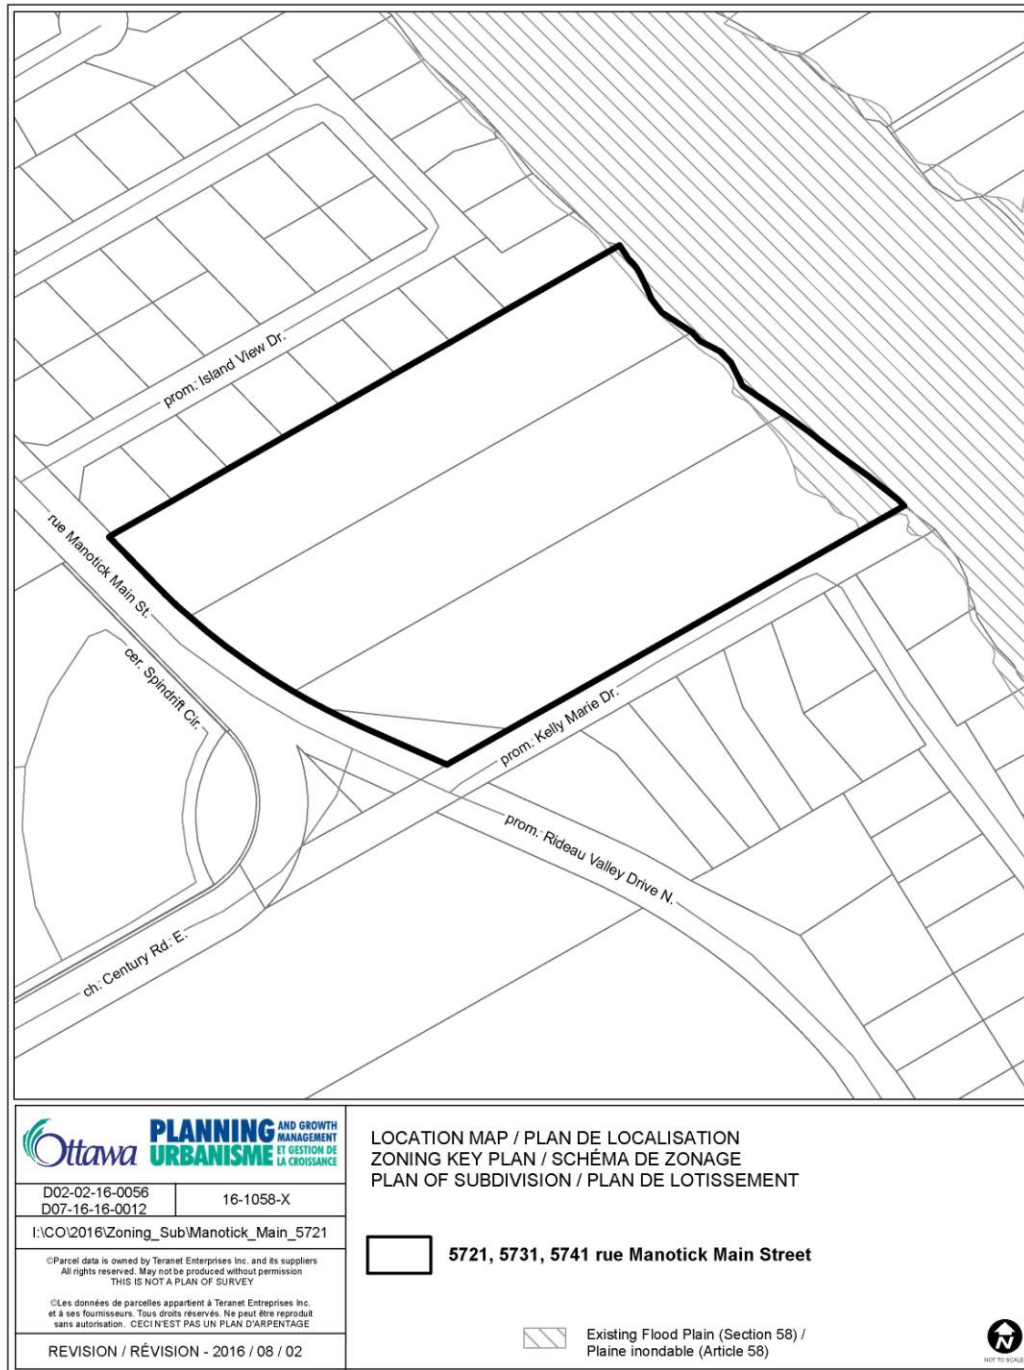 prom. Island View Dr.
rue Manotick Main St.
cer. Spindrift Cir.
prom. Kelly Marie Dr.
prom. Rideau Valley Drive N.
ch. Century Rd. E.
Ottawa
PLANNING AND GROWTH MANAGEMENT
URBANISME ET GESTION DE LA CROISSANCE
D02-02-16-0056
D07-16-16-0012
16-1058-X
I:\CO\2016\Zoning_Sub\Manotick_Main_5721
©Parcel data is owned by Teranet Enterprises Inc. and its suppliers
All rights reserved. May not be produced without permission
THIS IS NOT A PLAN OF SURVEY
©Les données de parcelles appartient à Teranet Entreprises Inc.
et à ses fournisseurs. Tous droits réservés. Ne peut être reproduit
sans autorisation. CECI N'EST PAS UN PLAN D'ARPENTAGE
REVISION / RÉVISION - 2016 / 08 / 02
LOCATION MAP / PLAN DE LOCALISATION
ZONING KEY PLAN / SCHÉMA DE ZONAGE
PLAN OF SUBDIVISION / PLAN DE LOTISSEMENT
5721, 5731, 5741 rue Manotick Main Street
Existing Flood Plain (Section 58) /
Plaine inondable (Article 58)
N
NOT TO SCALE